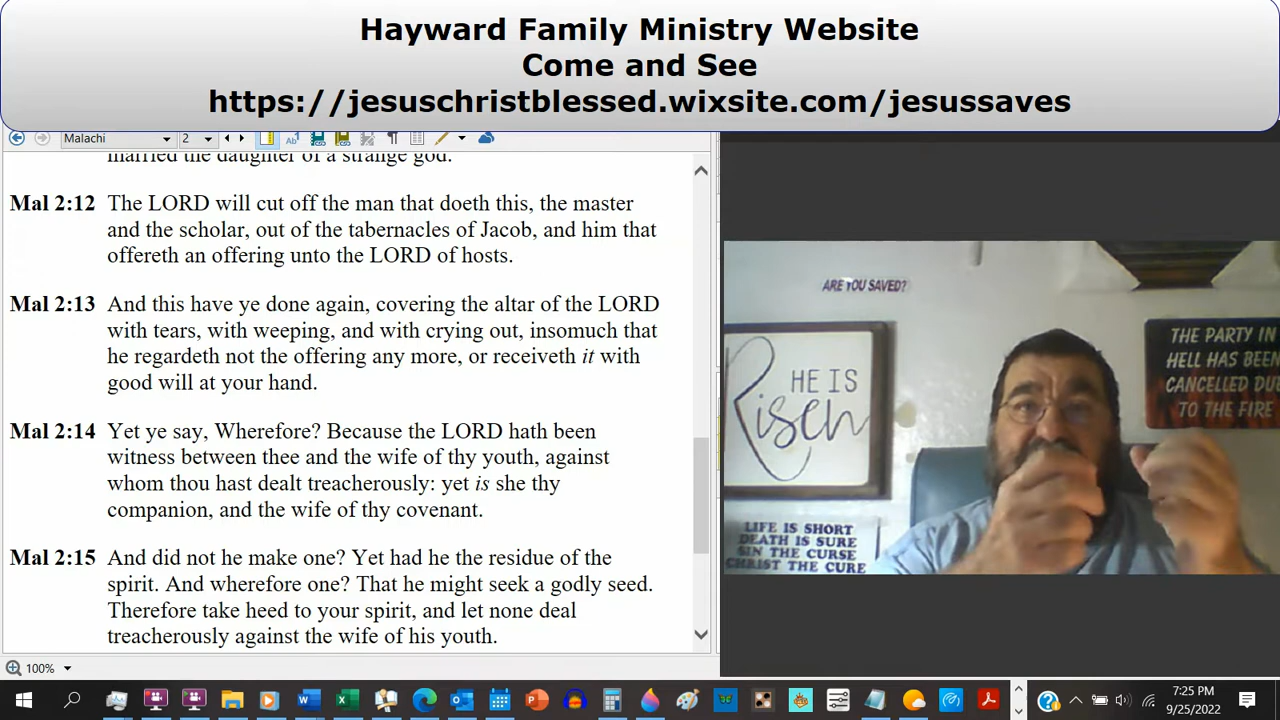 Hayward Family Ministry Website
Come and See
https://jesuschristblessed.wixsite.com/jesussaves
Malachi
2
married the daughter of a strange god.
Mal 2:12 The LORD will cut off the man that doeth this, the master
and the scholar, out of the tabernacles of Jacob, and him that
offereth an offering unto the LORD of hosts.
Mal 2:13 And this have ye done again, covering the altar of the LORD
with tears, with weeping, and with crying out, insomuch that
he regardeth not the offering any more, or receiveth it with
good will at your hand.
Mal 2:14 Yet ye say, Wherefore? Because the LORD hath been
witness between thee and the wife of thy youth, against
whom thou hast dealt treacherously: yet is she thy
companion, and the wife of thy covenant.
Mal 2:15 And did not he make one? Yet had he the residue of the
spirit. And wherefore one? That he might seek a godly seed.
Therefore take heed to your spirit, and let none deal
treacherously against the wife of his youth.
100%
ARE YOU SAVED?
HE IS
Risen
THE PARTY IN
HELL HAS BEEN
CANCELLED DUE
TO THE FIRE
LIFE IS SHORT
DEATH IS SURE
SIN THE CURSE
CHRIST THE CURE
7:25 PM
9/25/2022